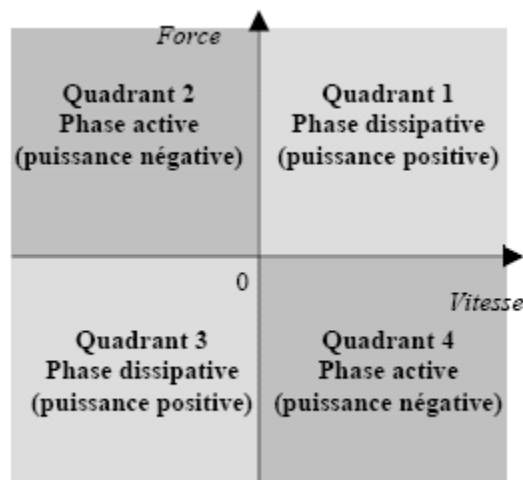 Force
Quadrant 2
Phase active
(puissance négative)
Quadrant 1
Phase dissipative
(puissance positive)
0
Vitesse
Quadrant 3
Phase dissipative
(puissance positive)
Quadrant 4
Phase active
(puissance négative)